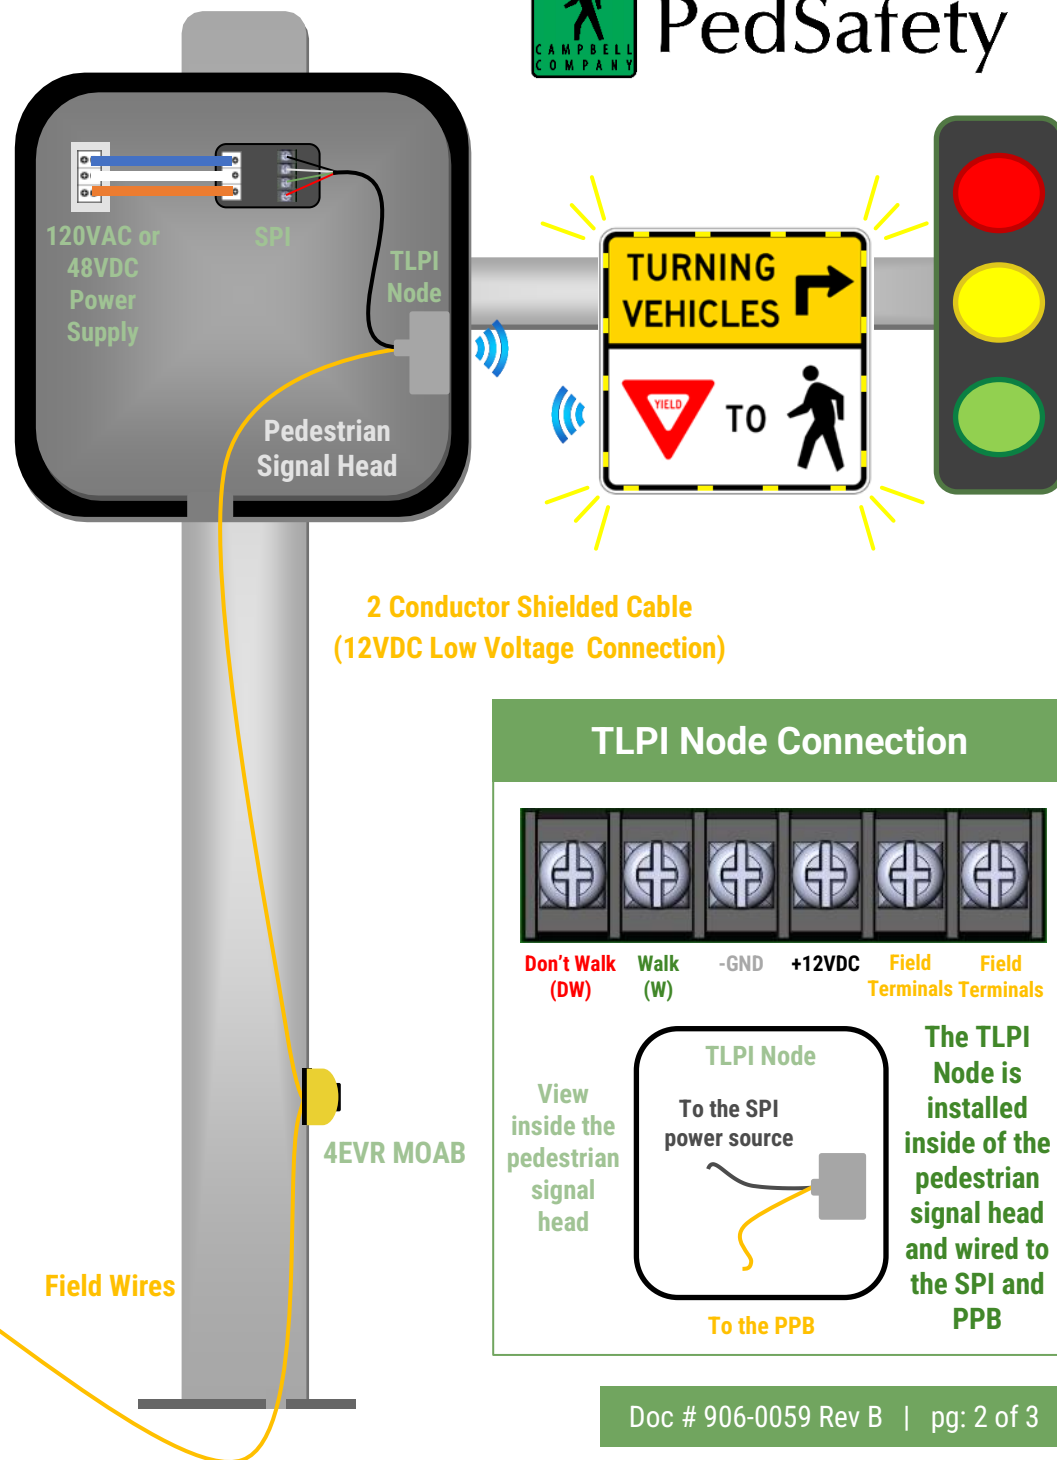 CAMPBELL
COMPANY
PedSafety
120VAC or
48VDC
Power
Supply
SPI
TLPI
Node
Pedestrian
Signal Head
TURNING
VEHICLES
YIELD
TO
2 Conductor Shielded Cable
(12VDC Low Voltage Connection)
TLPI Node Connection
Don't Walk
(DW)
Walk
(W)
-GND
+12VDC
Field
Terminals
Field
Terminals
TLPI Node
To the SPI
power source
View
inside the
pedestrian
signal
head
To the PPB
The TLPI
Node is
installed
inside of the
pedestrian
signal head
and wired to
the SPI and
PPB
4EVR MOAB
Field Wires
Doc # 906-0059 Rev B | pg: 2 of 3